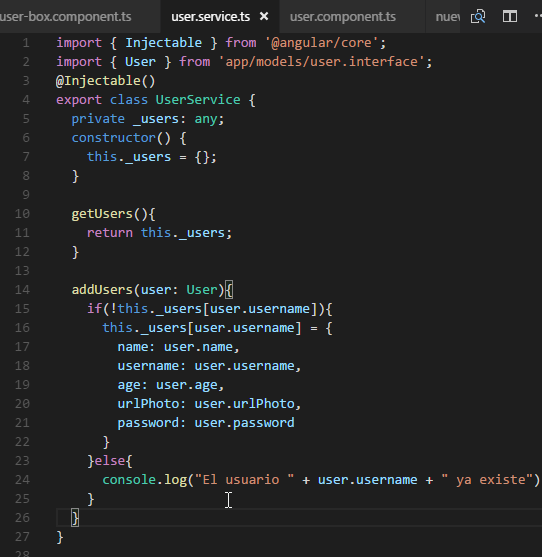 user-box.component.ts user.service.ts × user.component.ts ...
1 import { Injectable } from '@angular/core';
2 import { User } from 'app/models/user.interface';
3 @Injectable()
4 export class UserService {
5 private _users: any;
6 constructor() {
7 this._users = {};
8 }
9
10 getUsers(){
11 return this._users;
12 }
13
14 addUsers(user: User){
15 if(!this._users[user.username]){
16 this._users[user.username] = {
17 name: user.name,
18 username: user.username,
19 age: user.age,
20 urlPhoto: user.urlPhoto,
21 password: user.password
22 }
23 }else{
24 console.log("El usuario " + user.username + " ya existe")
25 }
26 }
27 }
28